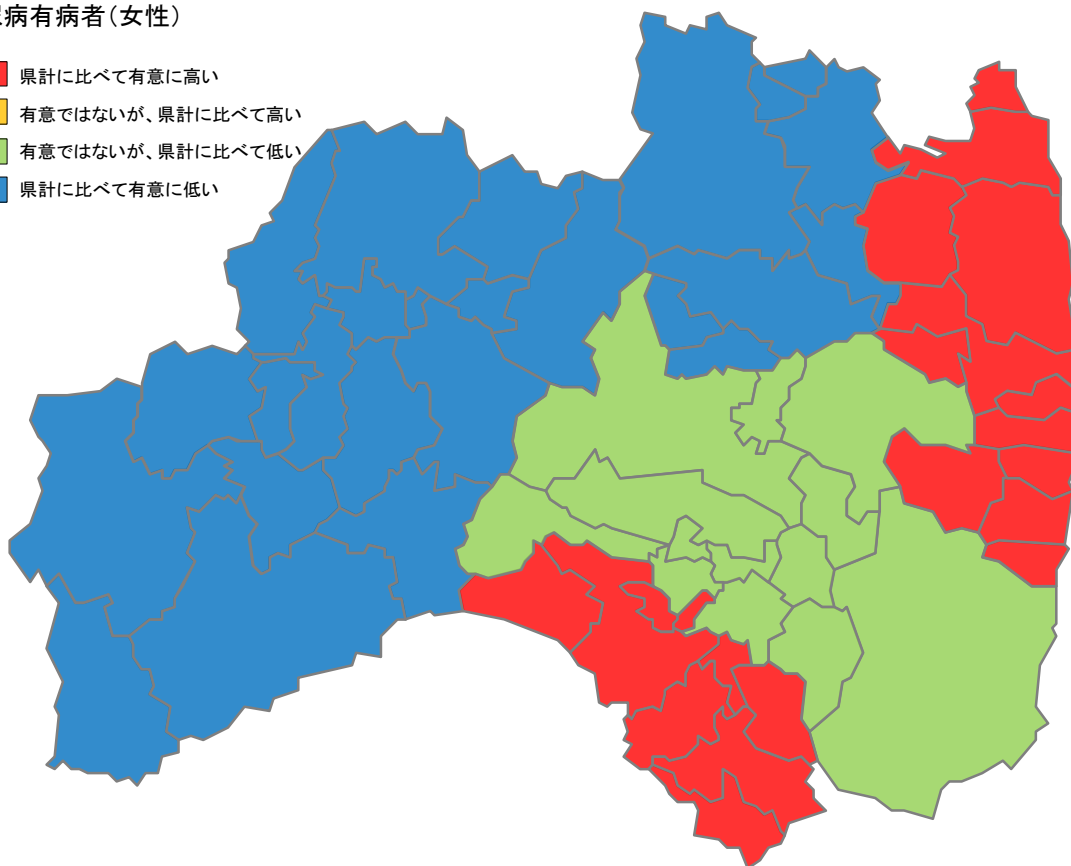 病有病者(女性)
県計に比べて有意に高い
有意ではないが、県計に比べて高い
有意ではないが、県計に比べて低い
県計に比べて有意に低い